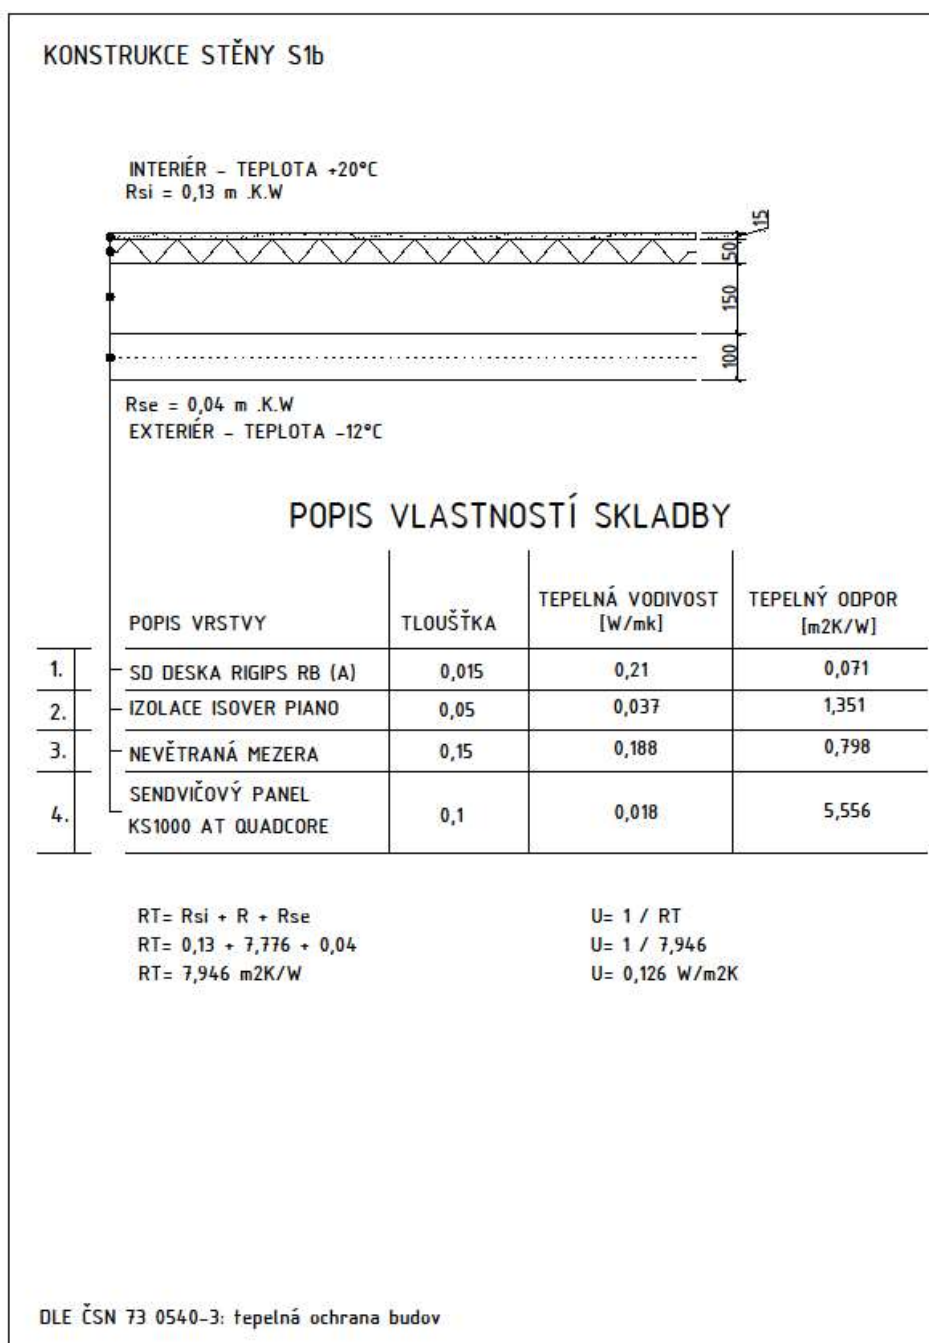 KONSTRUKCE STĚNY S1b
INTERIÉR - TEPLOTA +20°C
Rsi = 0,13 m .K.W
15
50
150
100
Rse = 0,04 m .K.W
EXTERIÉR - TEPLOTA -12°C
POPIS VLASTNOSTÍ SKLADBY
POPIS VRSTVY TLOUŠŤKA TEPELNÁ VODIVOST [W/mk] TEPELNÝ ODPOR [m2K/W]
1. SD DESKA RIGIPS RB (A) 0,015 0,21 0,071
2. IZOLACE ISOVER PIANO 0,05 0,037 1,351
3. NEVĚTRANÁ MEZERA 0,15 0,188 0,798
4. SENDVIČOVÝ PANEL KS1000 AT QUADCORE 0,1 0,018 5,556
RT= Rsi + R + Rse
RT= 0,13 + 7,776 + 0,04
RT= 7,946 m2K/W
U= 1 / RT
U= 1 / 7,946
U= 0,126 W/m2K
DLE ČSN 73 0540-3: tepelná ochrana budov